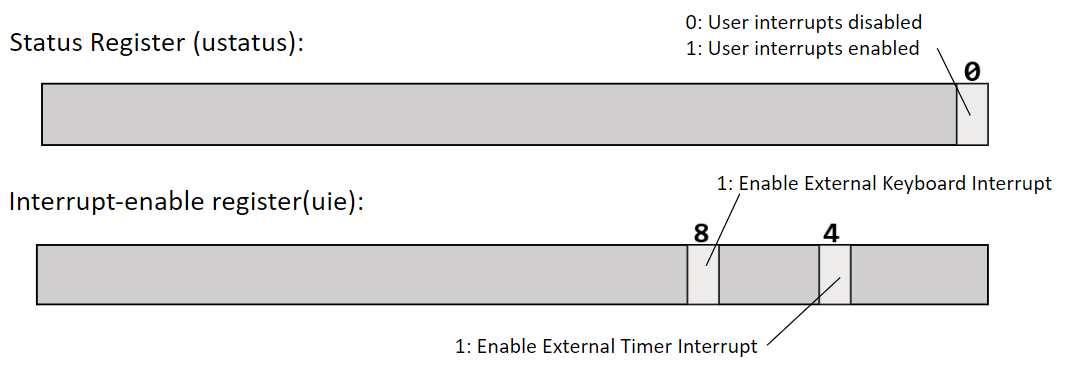 0: User interrupts disabled
Status Register (ustatus):
1: User interrupts enabled
0
1: Enable External Keyboard Interrupt
Interrupt-enable register(uie):
8 4
1: Enable External Timer Interrupt